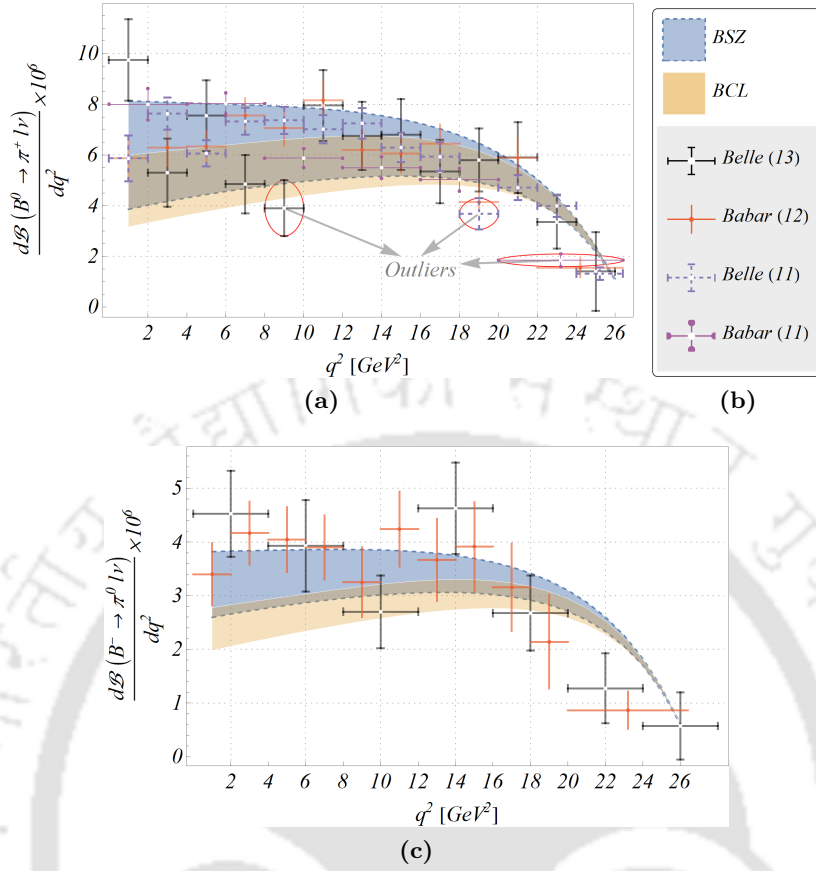 dℬ (B⁰ → π⁺ lν)
dq²
×10⁶
10
8
6
4
2
0
Outliers
2 4 6 8 10 12 14 16 18 20 22 24 26
q² [GeV²]
(a)
BSZ
BCL
Belle (13)
Babar (12)
Belle (11)
Babar (11)
(b)
dℬ (B⁻ → π⁰ lν)
dq²
×10⁶
5
4
3
2
1
0
2 4 6 8 10 12 14 16 18 20 22 24 26
q² [GeV²]
(c)